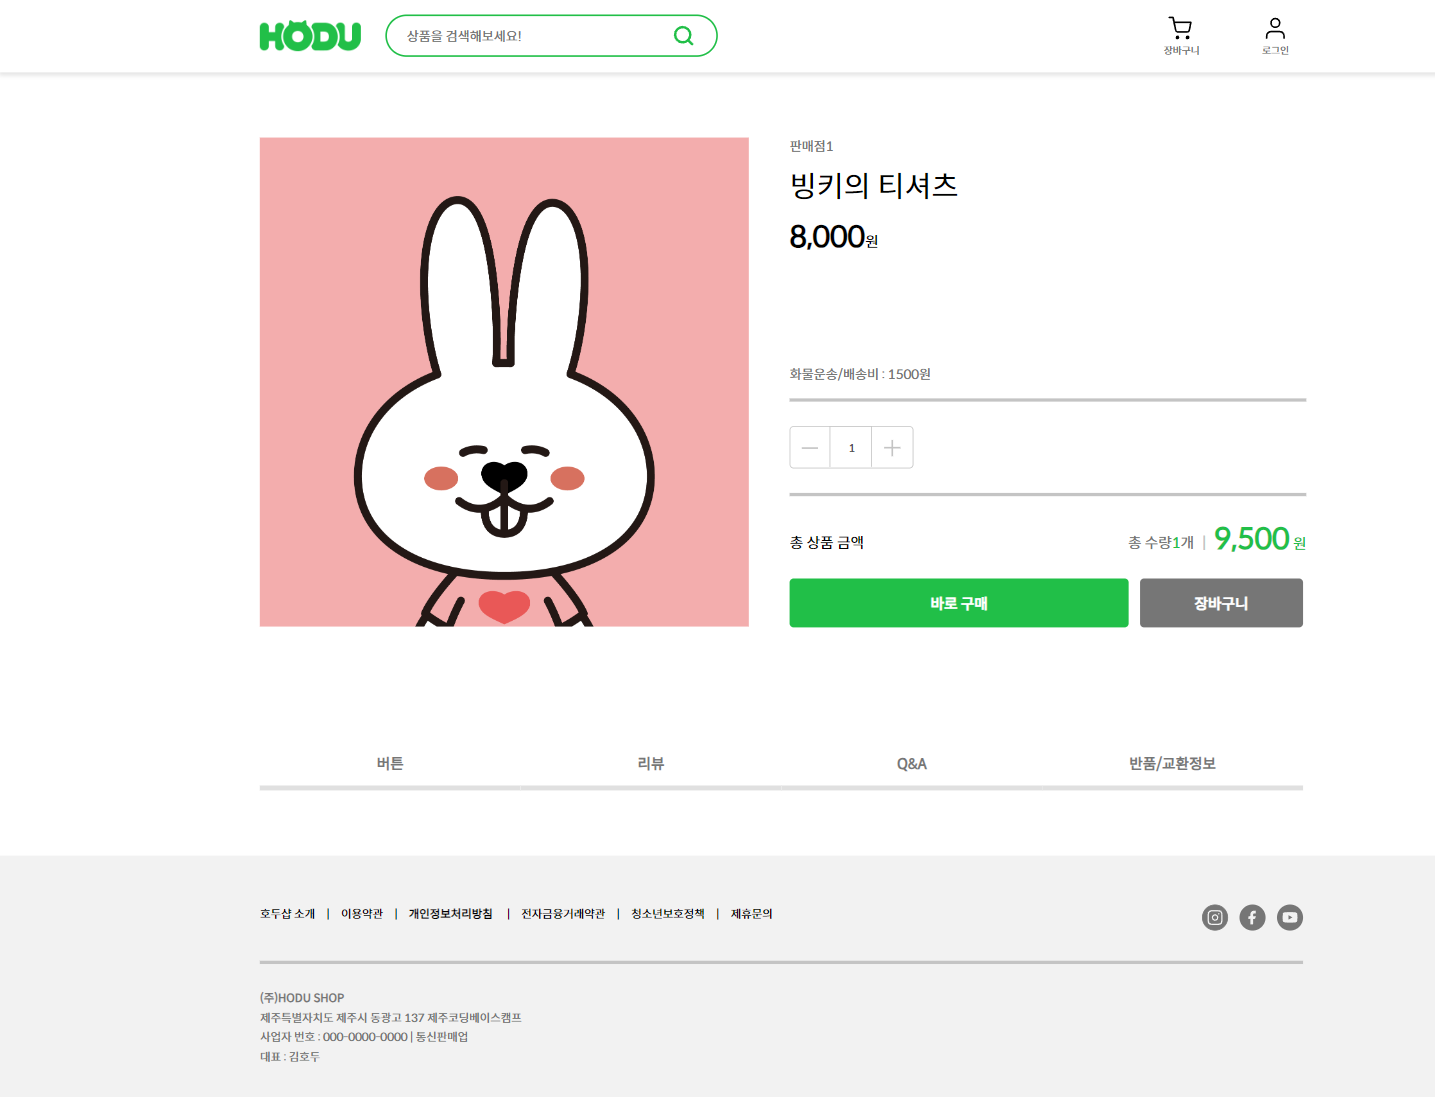 HODU
상품을 검색해보세요!
장바구니
로그인
판매점1
빙키의 티셔츠
8,000원
화물운송/배송비 : 1500원
1
총 상품 금액
총 수량1개 | 9,500 원
바로 구매
장바구니
버튼
리뷰
Q&A
반품/교환정보
호두샵 소개 | 이용약관 | 개인정보처리방침 | 전자금융거래약관 | 청소년보호정책 | 제휴문의
(주)HODU SHOP
제주특별자치도 제주시 동광고 137 제주코딩베이스캠프
사업자 번호 : 000-0000-0000 | 통신판매업
대표 : 김호두